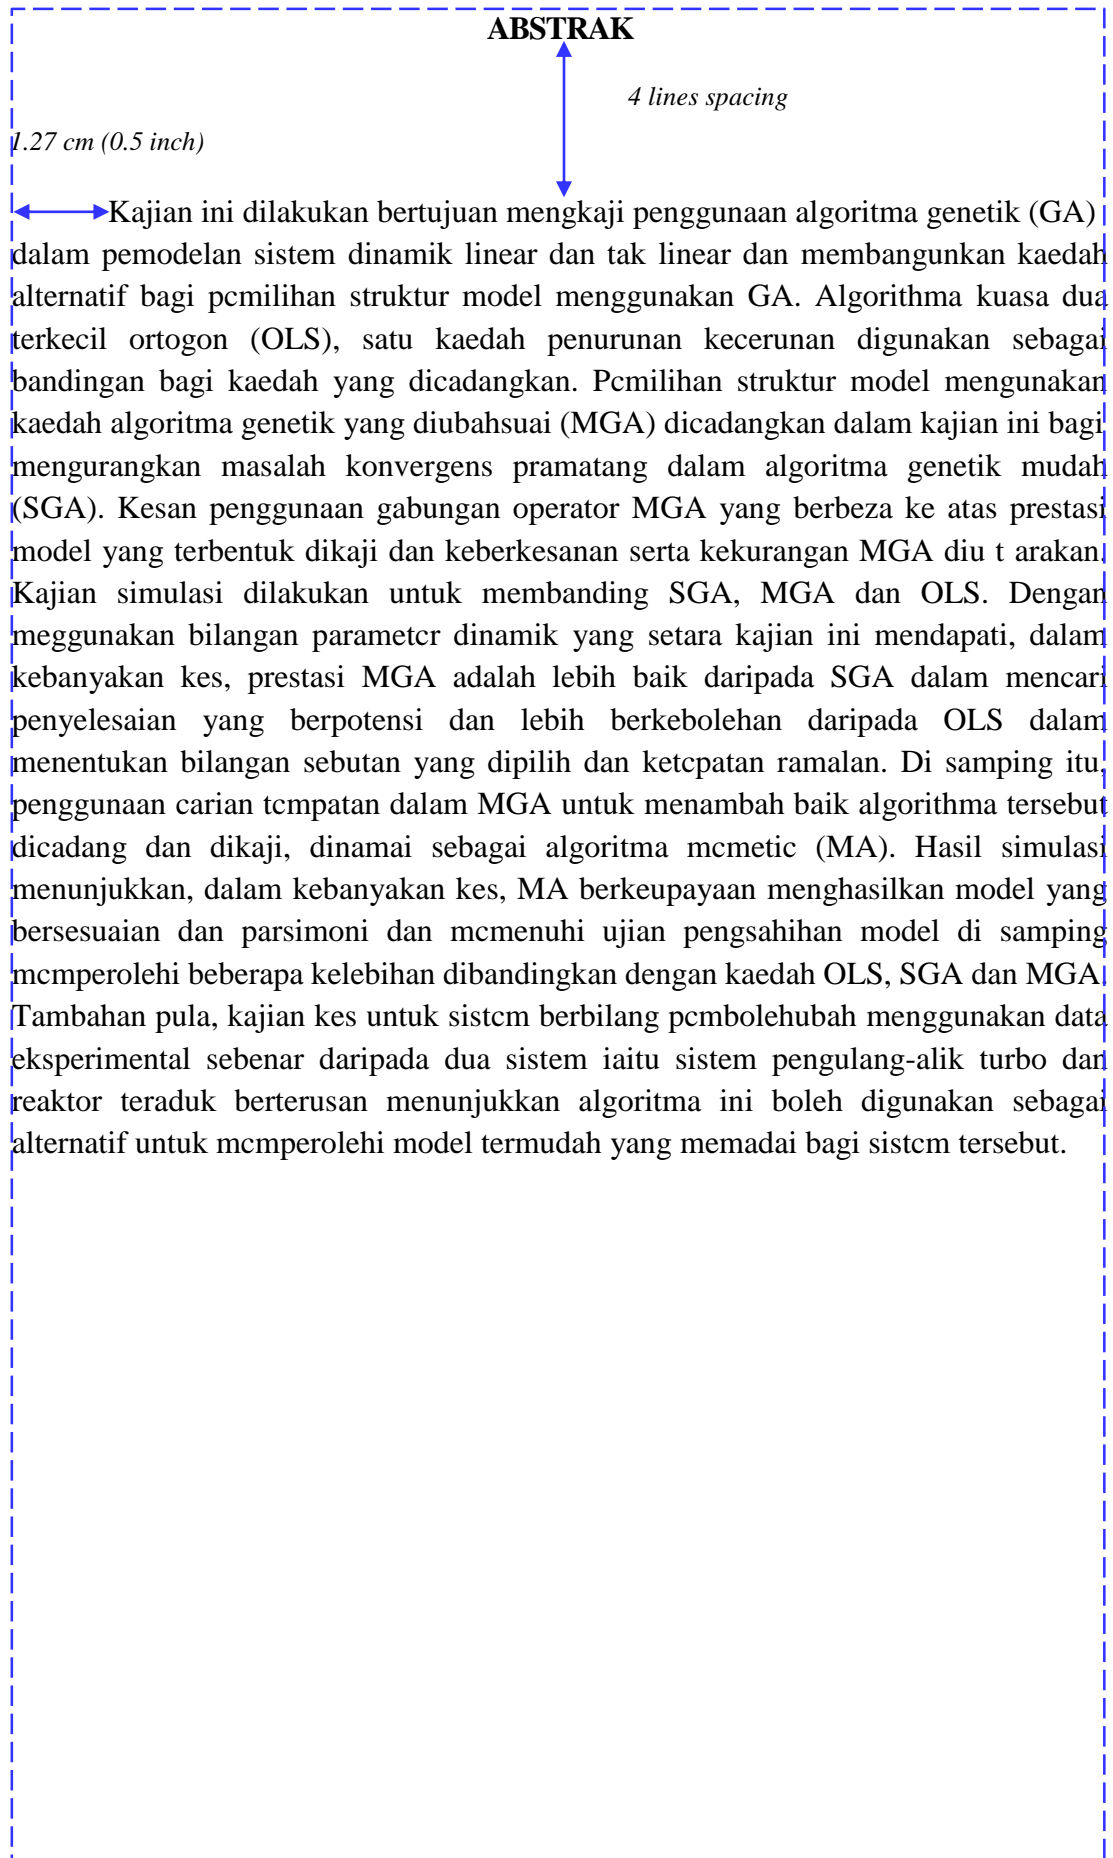 ABSTRAK
4 lines spacing
1.27 cm (0.5 inch)
Kajian ini dilakukan bertujuan mengkaji penggunaan algoritma genetik (GA)
dalam pemodelan sistem dinamik linear dan tak linear dan membangunkan kaedah
alternatif bagi pcmilihan struktur model menggunakan GA. Algorithma kuasa dua
terkecil ortogon (OLS), satu kaedah penurunan kecerunan digunakan sebagai
bandingan bagi kaedah yang dicadangkan. Pcmilihan struktur model mengunakan
kaedah algoritma genetik yang diubahsuai (MGA) dicadangkan dalam kajian ini bagi
mengurangkan masalah konvergens pramatang dalam algoritma genetik mudah
(SGA). Kesan penggunaan gabungan operator MGA yang berbeza ke atas prestasi
model yang terbentuk dikaji dan keberkesanan serta kekurangan MGA diu t arakan.
Kajian simulasi dilakukan untuk membanding SGA, MGA dan OLS. Dengan
meggunakan bilangan parametcr dinamik yang setara kajian ini mendapati, dalam
kebanyakan kes, prestasi MGA adalah lebih baik daripada SGA dalam mencari
penyelesaian yang berpotensi dan lebih berkebolehan daripada OLS dalam
menentukan bilangan sebutan yang dipilih dan ketcpatan ramalan. Di samping itu,
penggunaan carian tcmpatan dalam MGA untuk menambah baik algorithma tersebut
dicadang dan dikaji, dinamai sebagai algoritma mcmetic (MA). Hasil simulasi
menunjukkan, dalam kebanyakan kes, MA berkeupayaan menghasilkan model yang
bersesuaian dan parsimoni dan mcmenuhi ujian pengsahihan model di samping
mcmperolehi beberapa kelebihan dibandingkan dengan kaedah OLS, SGA dan MGA.
Tambahan pula, kajian kes untuk sistcm berbilang pcmbolehubah menggunakan data
eksperimental sebenar daripada dua sistem iaitu sistem pengulang-alik turbo dan
reaktor teraduk berterusan menunjukkan algoritma ini boleh digunakan sebagai
alternatif untuk mcmperolehi model termudah yang memadai bagi sistcm tersebut.